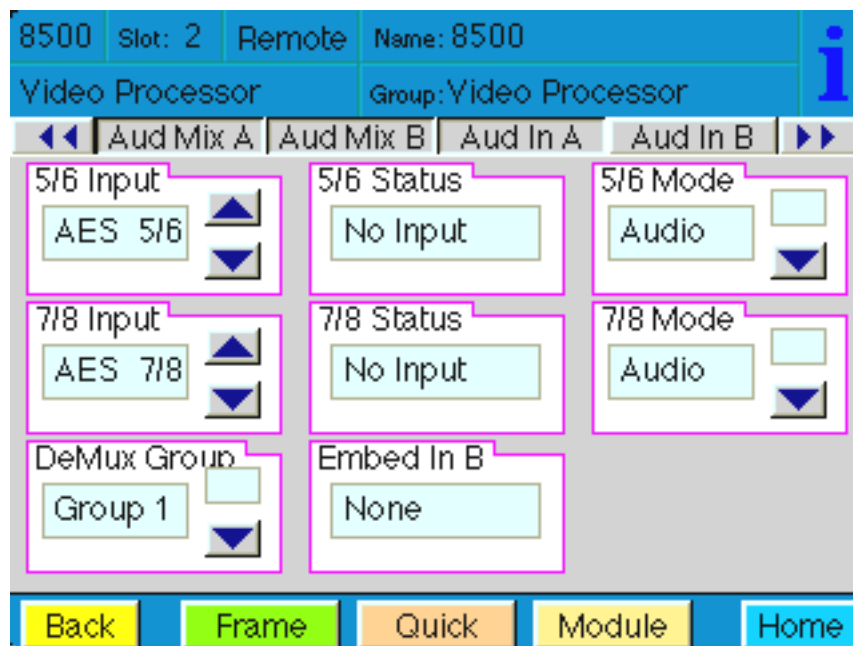 8500 Slot: 2 Remote Name: 8500
Video Processor Group: Video Processor
i
Aud Mix A Aud Mix B Aud In A Aud In B
5/6 Input 5/6 Status 5/6 Mode
AES 5/6 No Input Audio
7/8 Input 7/8 Status 7/8 Mode
AES 7/8 No Input Audio
DeMux Group Embed In B
Group 1 None
Back Frame Quick Module Home